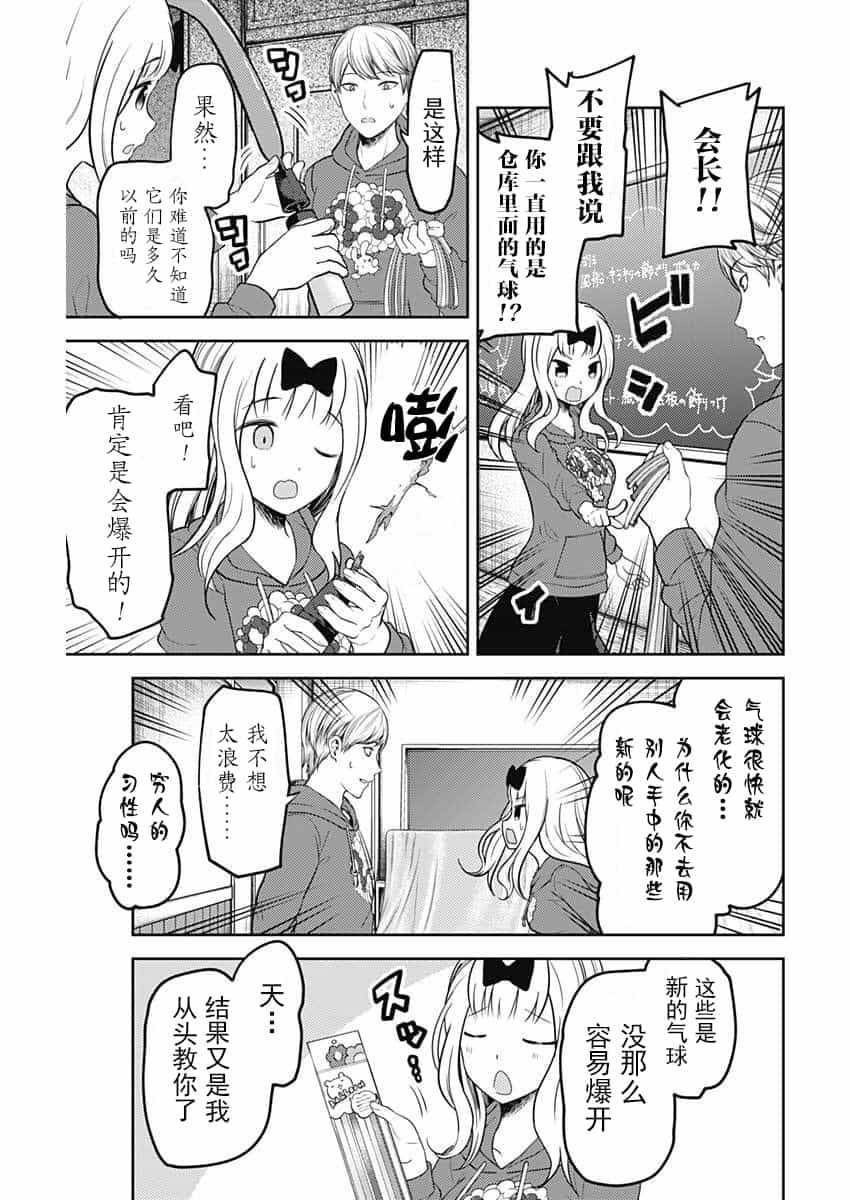 会长!!
不要跟我说
你一直用的是
仓库里面的气球!?
ビシ
是这样
果然…
你难道不知道
它们是多久
以前的吗
看吧！
肯定是会爆开的！
嘭
气球很快就
会老化的…
为什么你不去用
别人手中的那些
新的呢
我不想
太浪费……
穷人的
习性吗……
这些是
新的气球
没那么
容易爆开
天…
结果又是我
从头教你了